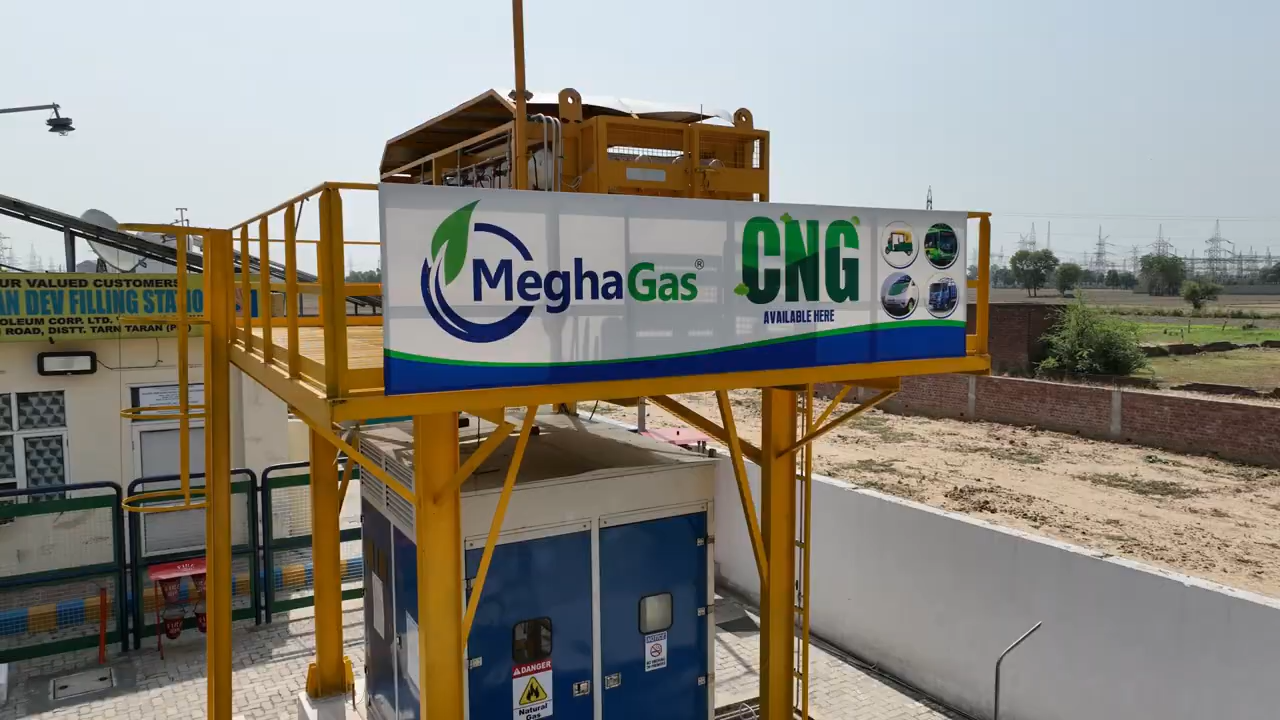 MeghaGas®
CNG
AVAILABLE HERE
UR VALUED CUSTOMERS
AN DEV FILLING STATIO
OLEUM CORP. LTD.
ROAD, DISTT. TARN TARAN (P
DANGER
Natural
Gas
NOTICE